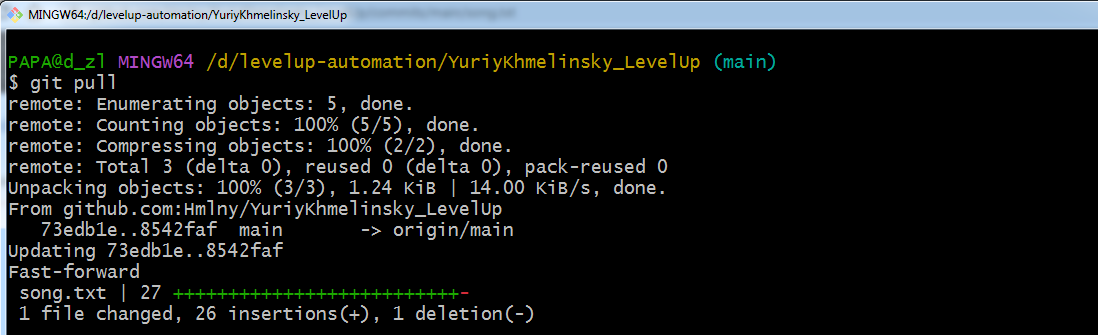 MINGW64:/d/levelup-automation/YuriyKhmelinsky_LevelUp
PAPA@d_zl MINGW64 /d/levelup-automation/YuriyKhmelinsky_LevelUp (main)
$ git pull
remote: Enumerating objects: 5, done.
remote: Counting objects: 100% (5/5), done.
remote: Compressing objects: 100% (2/2), done.
remote: Total 3 (delta 0), reused 0 (delta 0), pack-reused 0
Unpacking objects: 100% (3/3), 1.24 KiB | 14.00 KiB/s, done.
From github.com:Hmlny/YuriyKhmelinsky_LevelUp
   73edb1e..8542faf  main       -> origin/main
Updating 73edb1e..8542faf
Fast-forward
 song.txt | 27 ++++++++++++++++++++++++++-
 1 file changed, 26 insertions(+), 1 deletion(-)